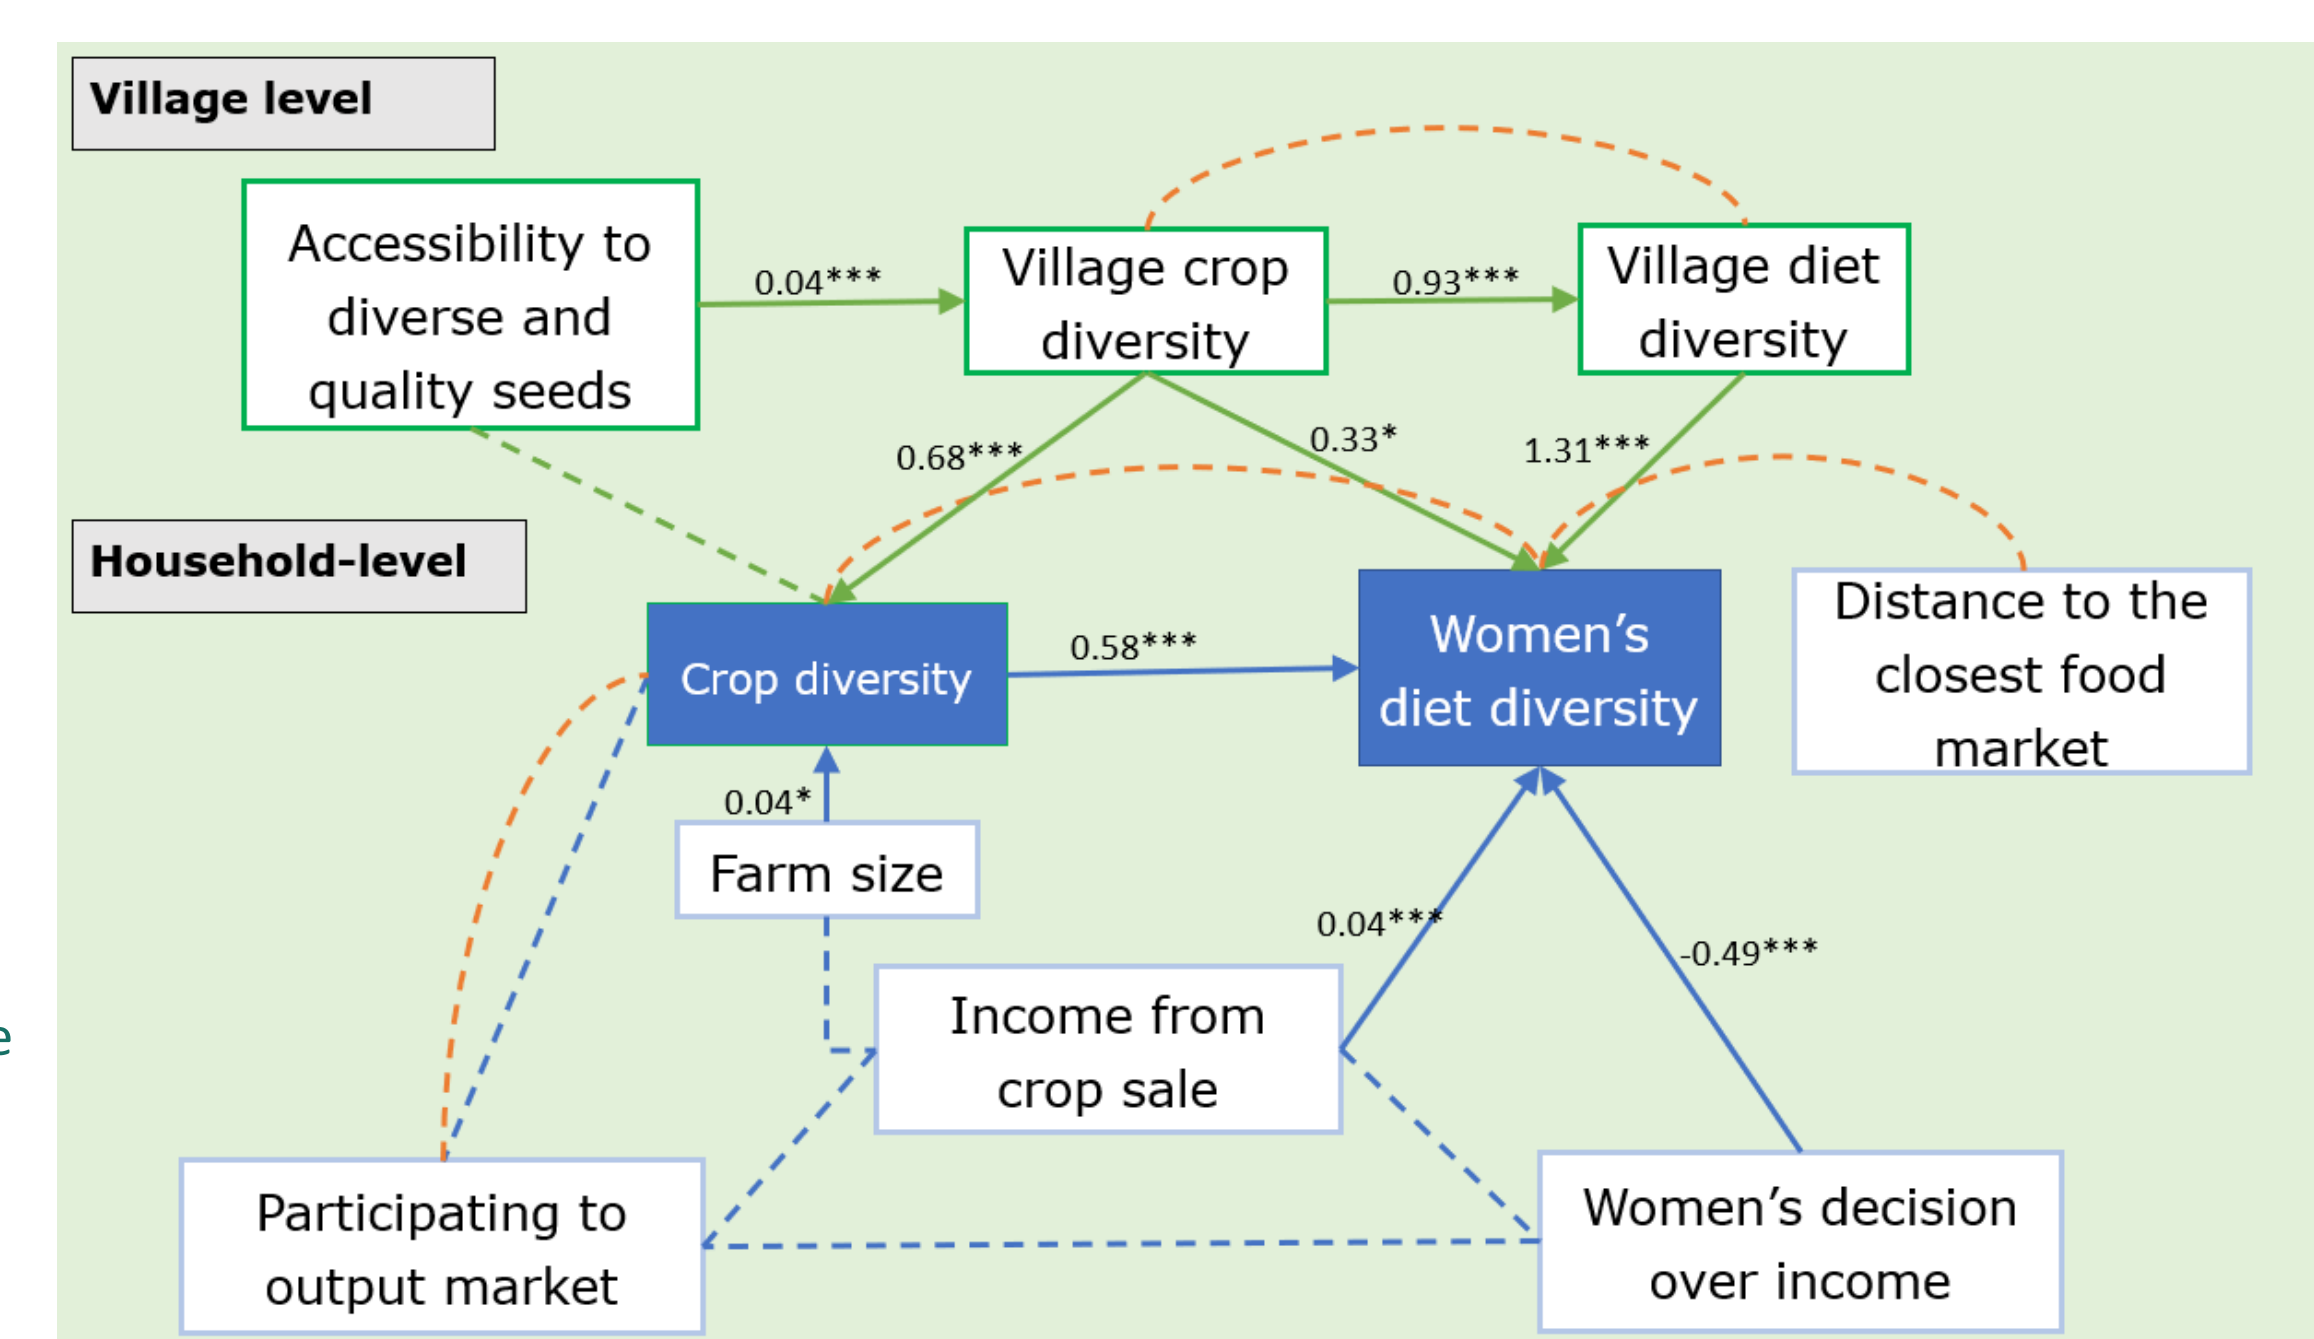 Village level
Accessibility to
diverse and
quality seeds
0.04***
Village crop
diversity
0.93***
Village diet
diversity
0.68***
0.33*
1.31***
Household-level
Crop diversity
0.58***
Women’s
diet diversity
Distance to the
closest food
market
0.04*
Farm size
0.04***
-0.49***
Income from
crop sale
e
Participating to
output market
Women’s decision
over income